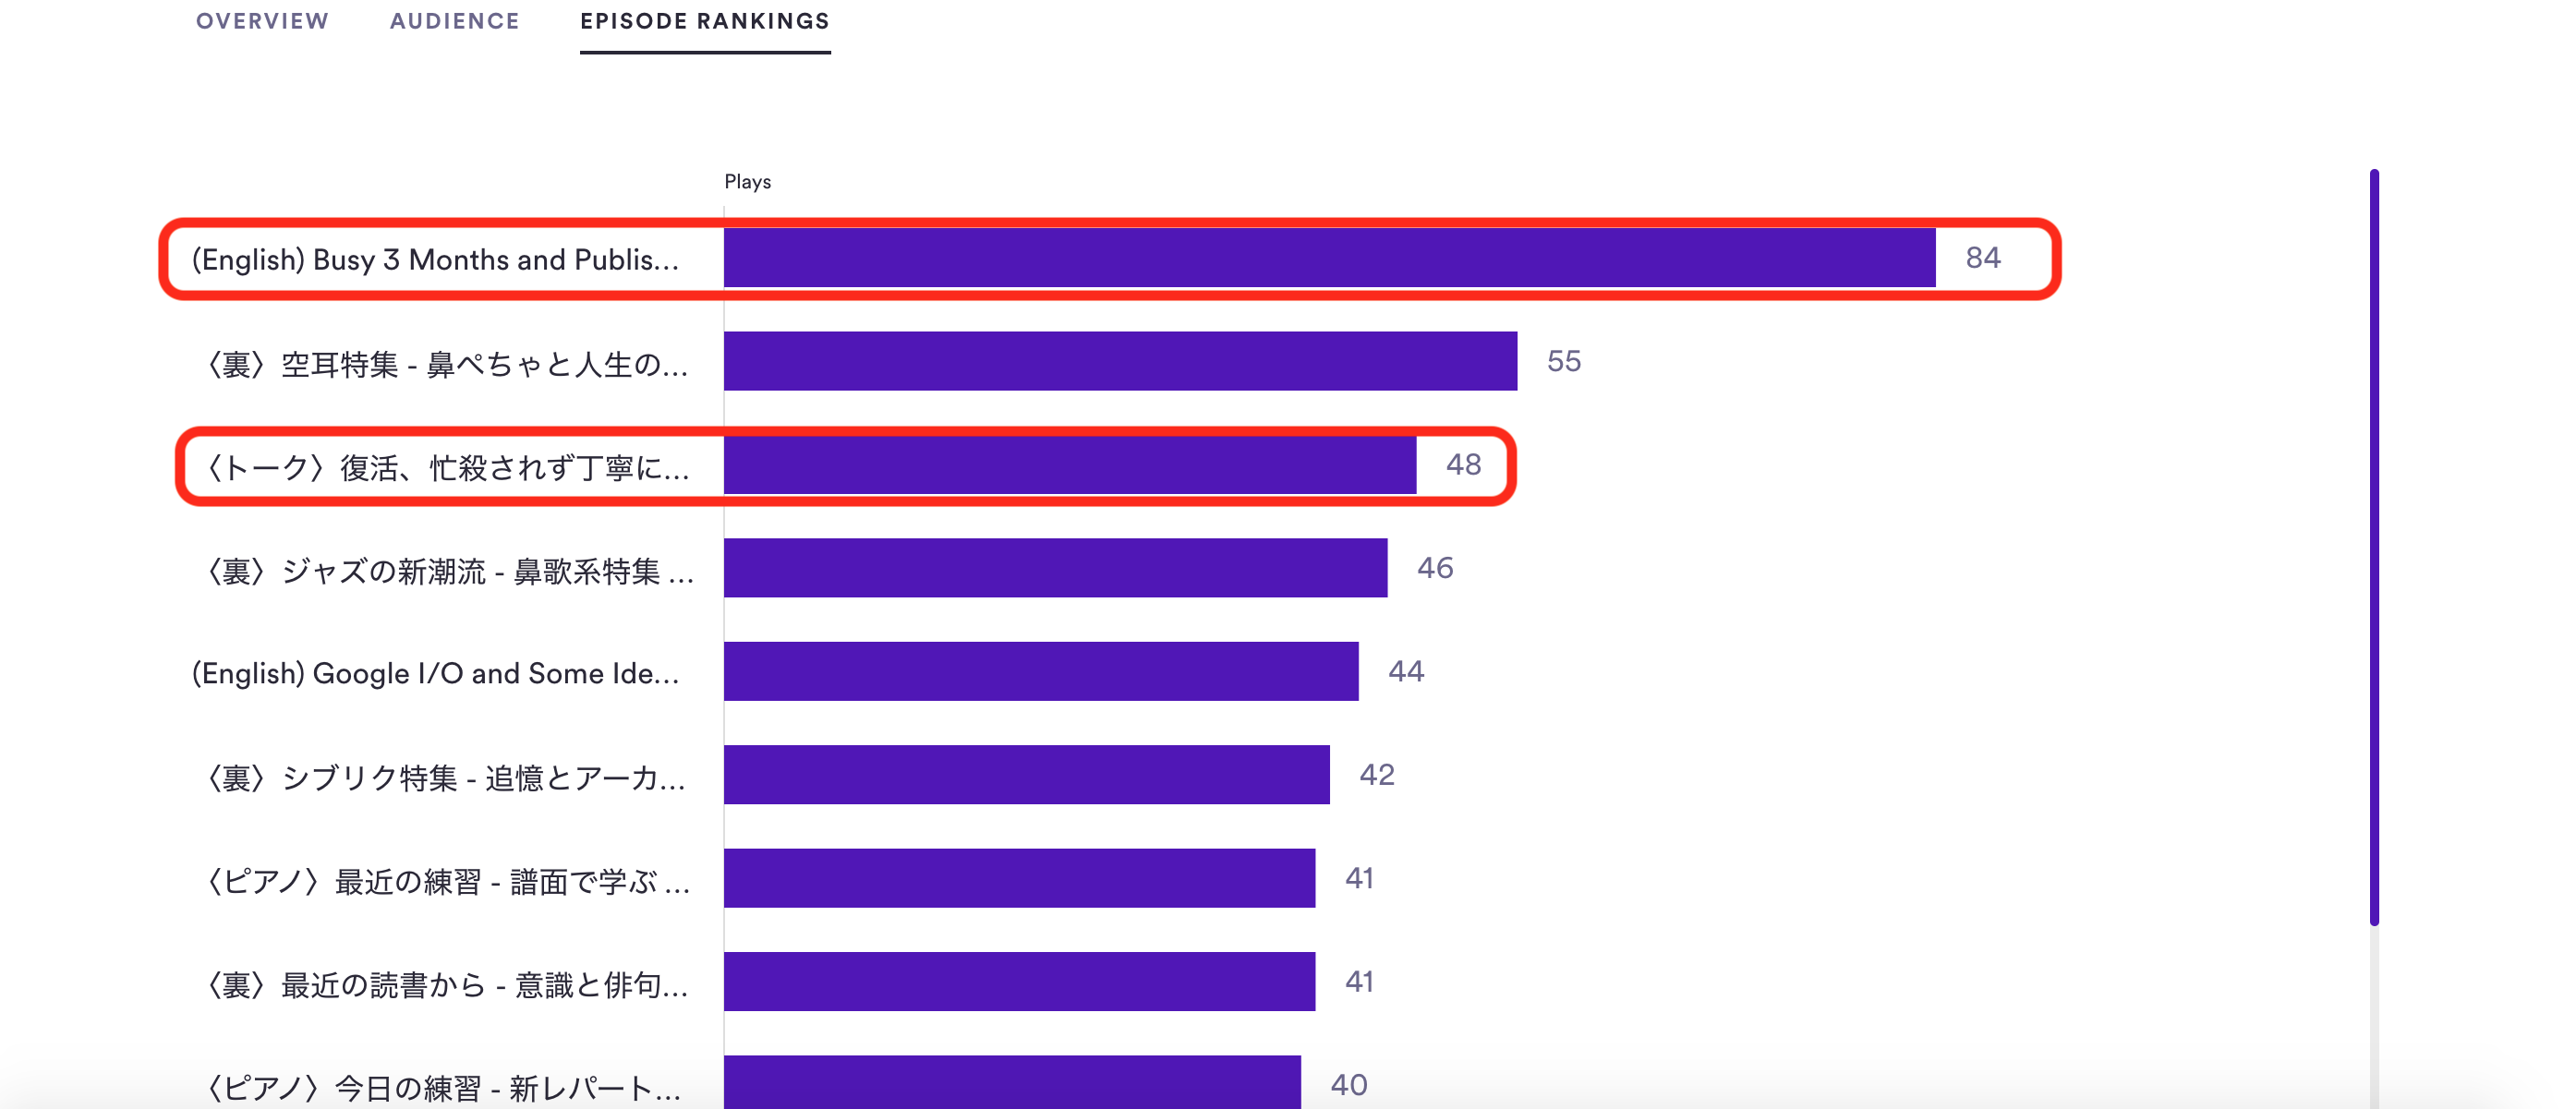 OVERVIEW AUDIENCE EPISODE RANKINGS
Plays
(English) Busy 3 Months and Publis... 84
〈裏〉空耳特集 - 鼻ぺちゃと人生の... 55
〈トーク〉復活、忙殺されず丁寧に... 48
〈裏〉ジャズの新潮流 - 鼻歌系特集 ... 46
(English) Google I/O and Some Ide... 44
〈裏〉シブリク特集 - 追憶とアーカ... 42
〈ピアノ〉最近の練習 - 譜面で学ぶ ... 41
〈裏〉最近の読書から - 意識と俳句... 41
〈ピアノ〉今日の練習 - 新レパート... 40